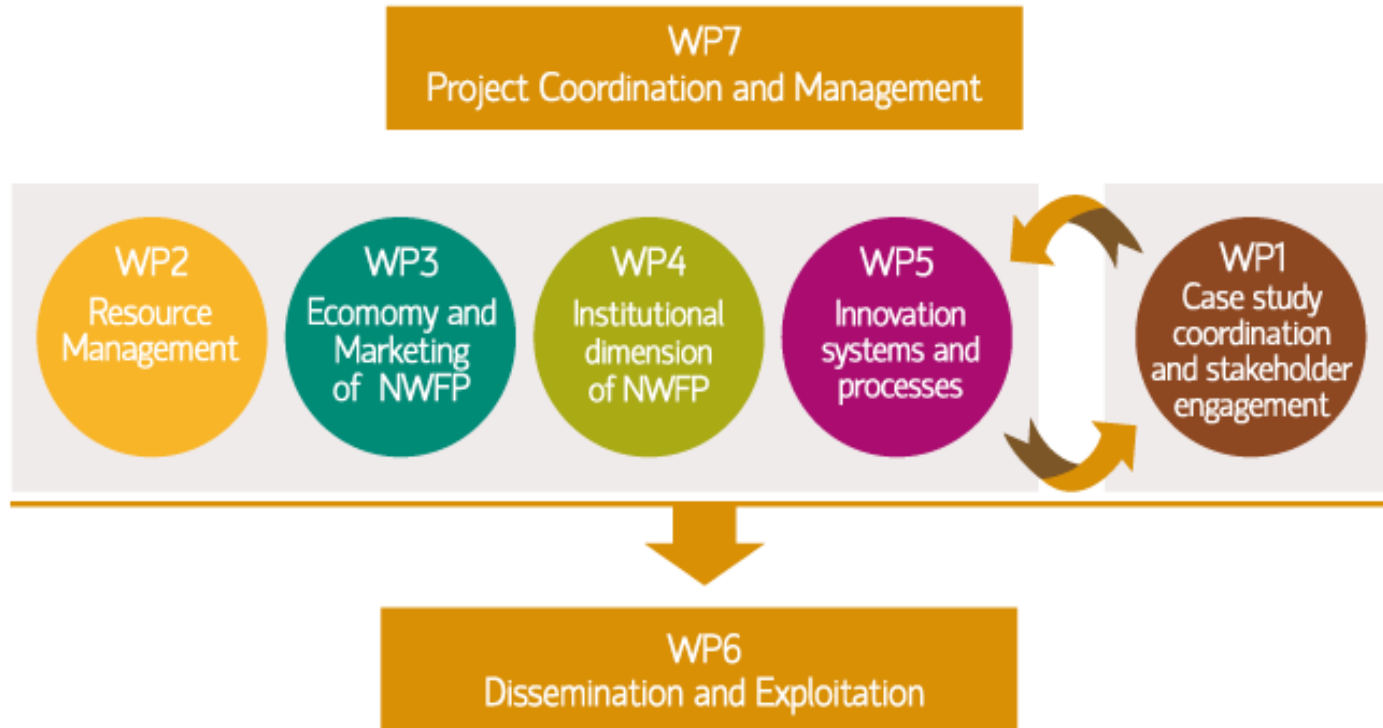 WP7
Project Coordination and Management
WP2
Resource
Management
WP3
Ecomomy and
Marketing
of NWFP
WP4
Institutional
dimension
of NWFP
WP5
Innovation
systems and
processes
WP1
Case study
coordination
and stakeholder
engagement
WP6
Dissemination and Exploitation